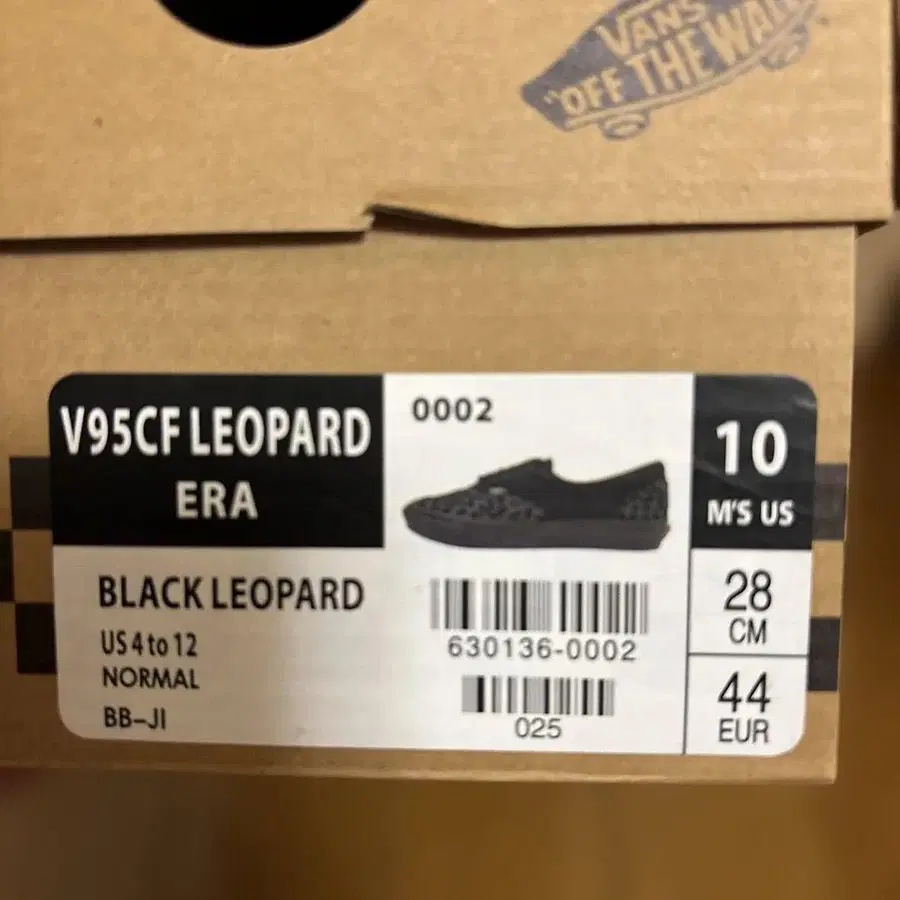 VANS
"OFF THE WALL
V95CF LEOPARD
ERA
BLACK LEOPARD
US 4 to 12
NORMAL
BB-JI
0002
630136-0002
025
10
M'S US
28
CM
44
EUR